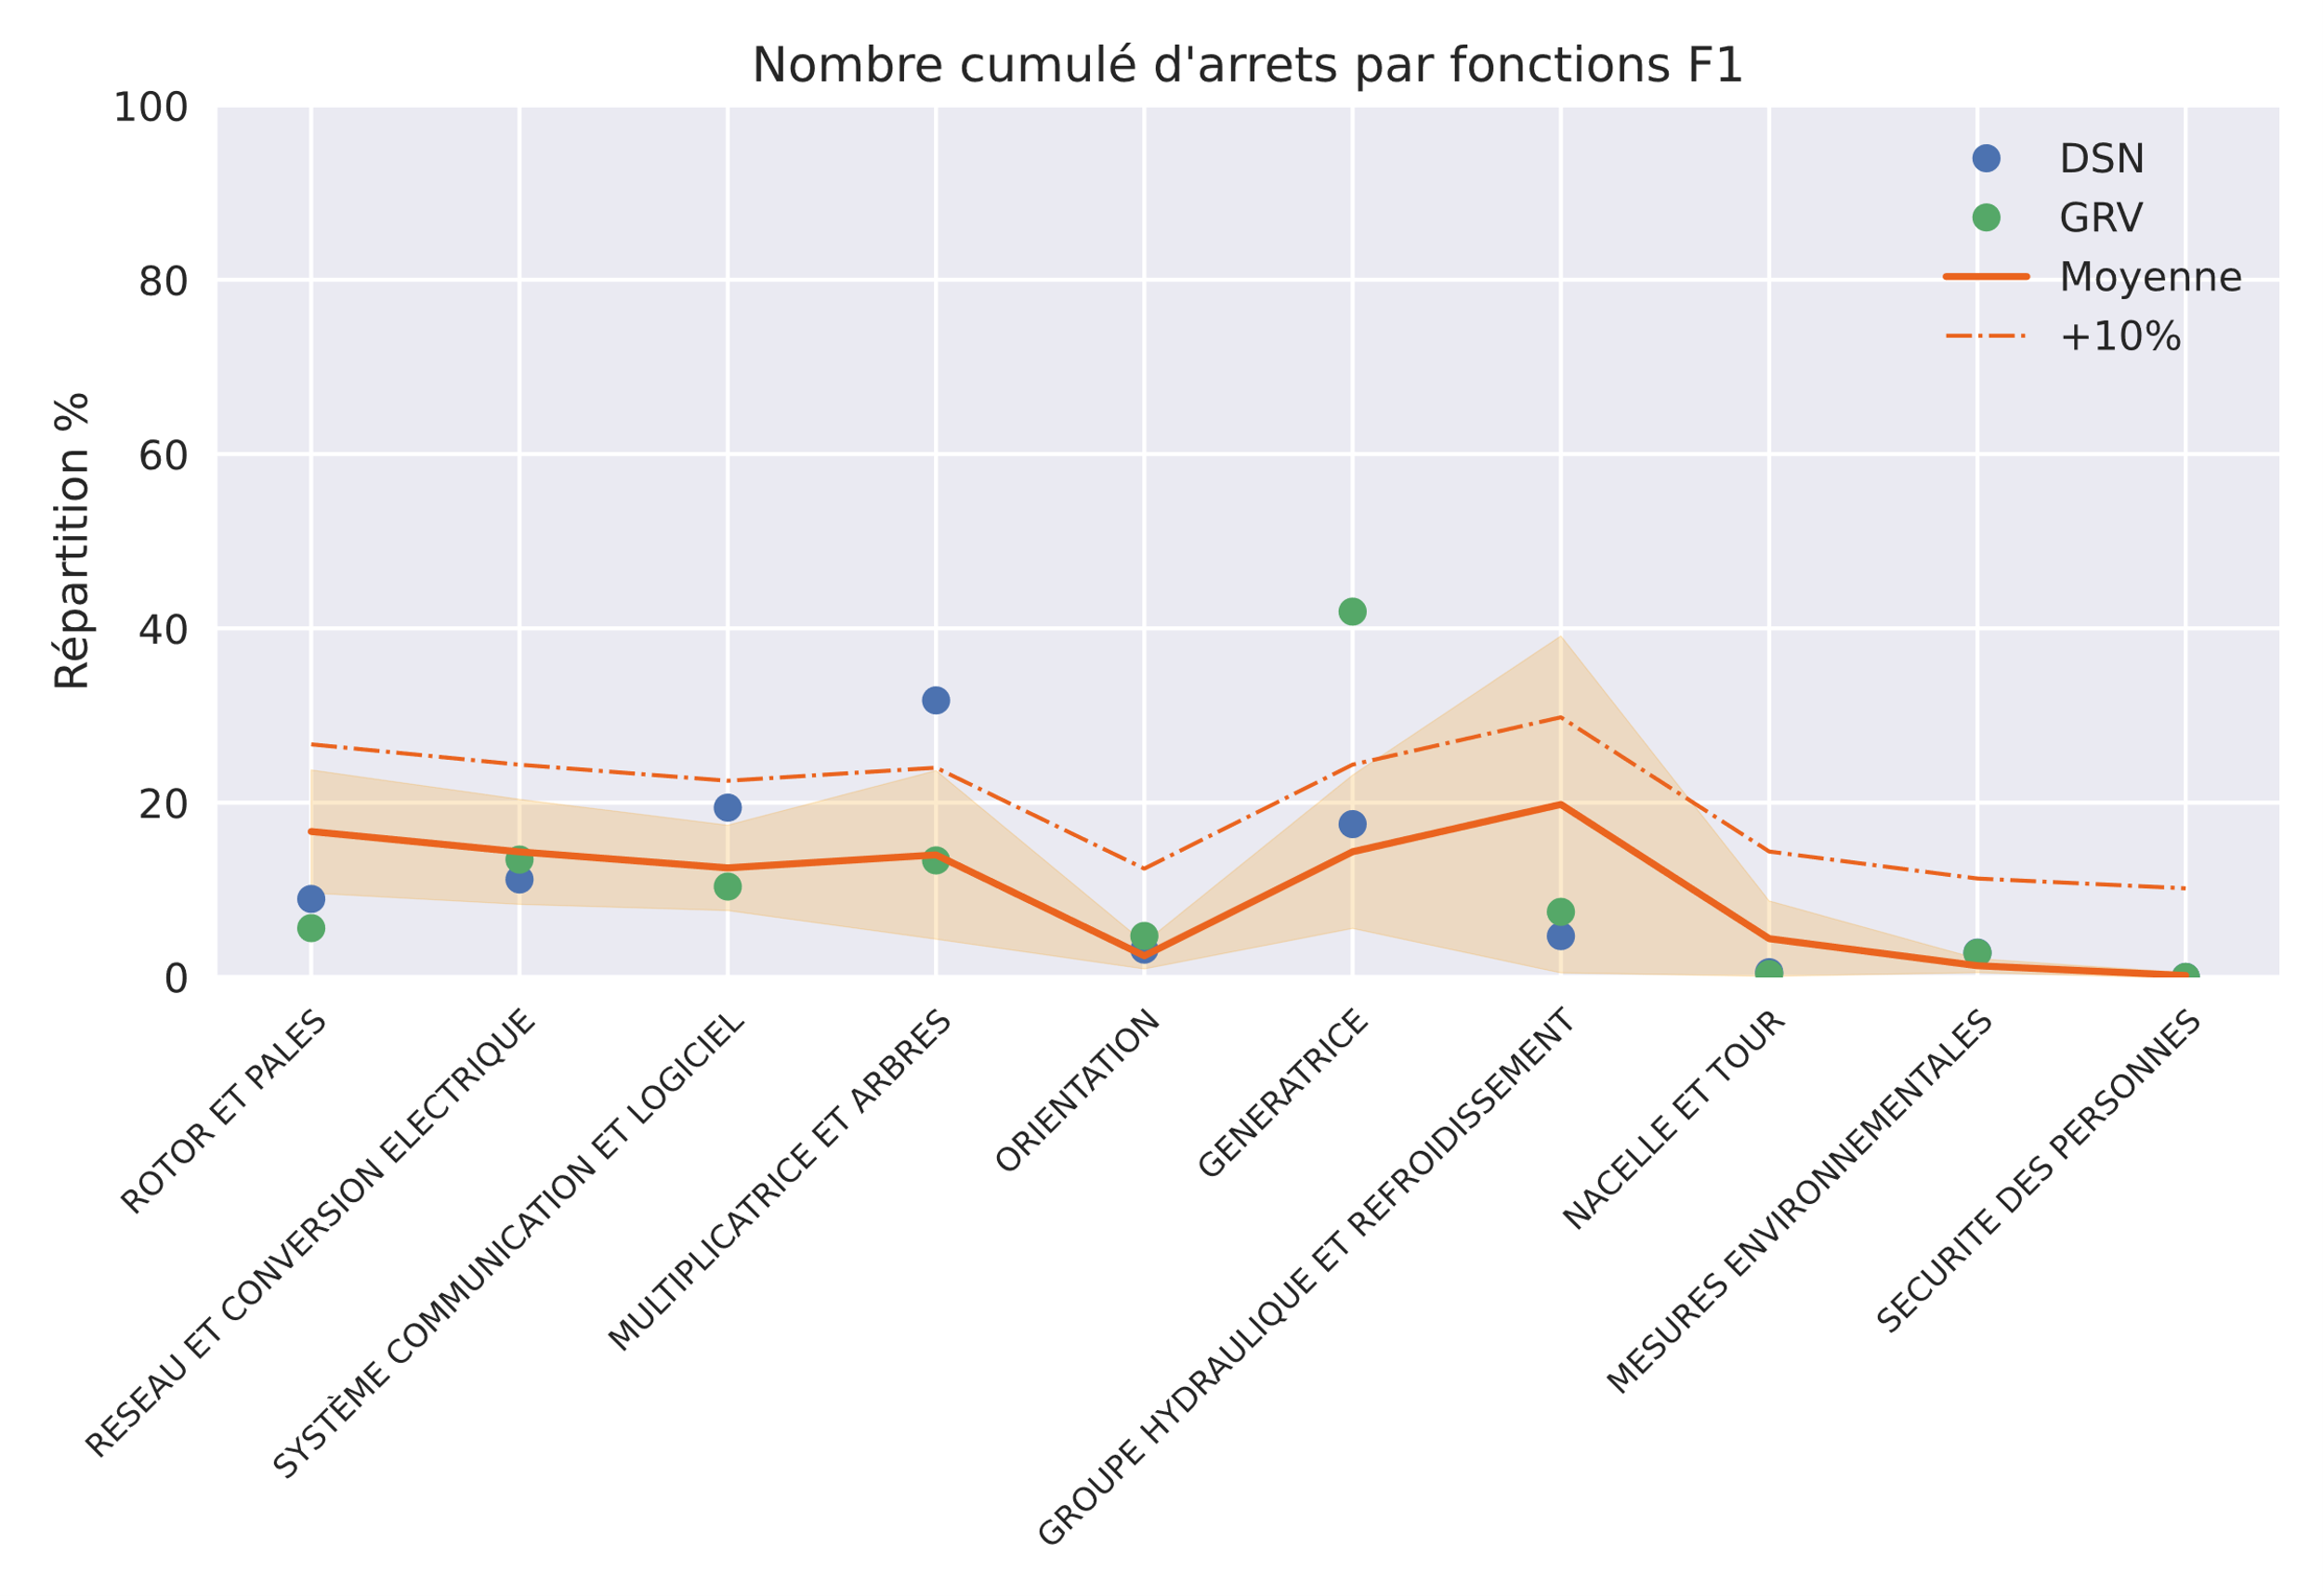 Nombre cumulé d'arrets par fonctions F1
Répartition %
100
80
60
40
20
0
DSN
GRV
Moyenne
+10%
ROTOR ET PALES
RESEAU ET CONVERSION ELECTRIQUE
SYSTÈME COMMUNICATION ET LOGICIEL
MULTIPLICATRICE ET ARBRES
ORIENTATION
GENERATRICE
GROUPE HYDRAULIQUE ET REFROIDISSEMENT
NACELLE ET TOUR
MESURES ENVIRONNEMENTALES
SECURITE DES PERSONNES